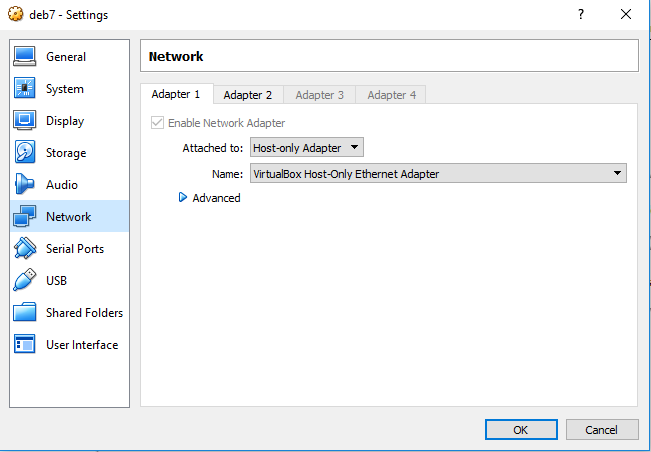 deb7 - Settings
?
General
System
Display
Storage
Audio
Network
Serial Ports
USB
Shared Folders
User Interface
Network
Adapter 1 Adapter 2 Adapter 3 Adapter 4
Enable Network Adapter
Attached to: Host-only Adapter
Name: VirtualBox Host-Only Ethernet Adapter
Advanced
OK Cancel